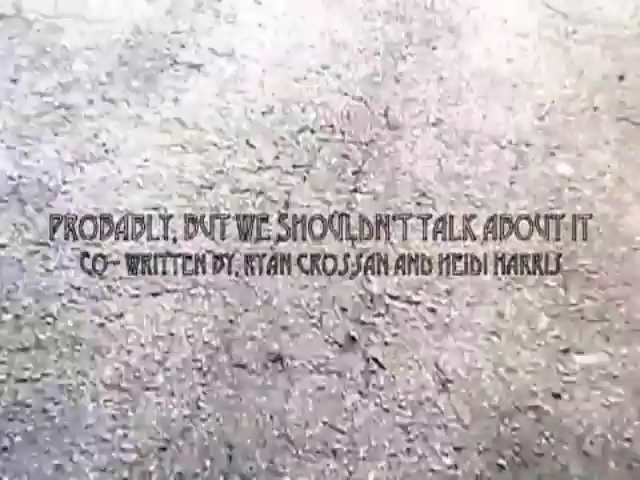 PROBABLY, BUT WE SHOULDN'T TALK ABOUT IT
CO- WRITTEN BY, RYAN CROSSAN AND HEIDI HARRIS